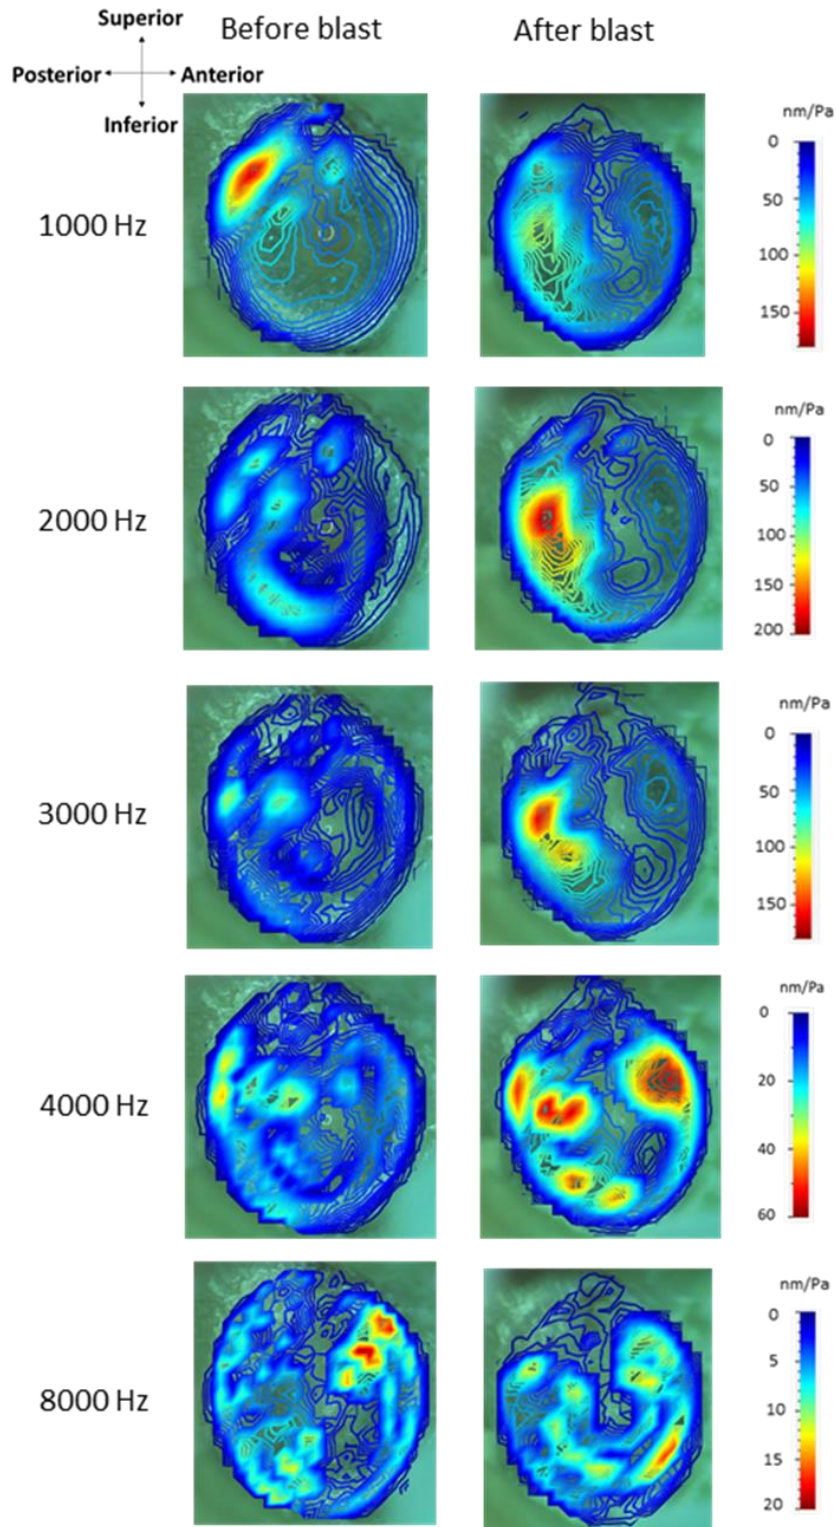 Superior
Before blast
After blast
Posterior
Anterior
Inferior
nm/Pa
0
50
100
150
1000 Hz
nm/Pa
0
50
100
150
200
2000 Hz
nm/Pa
0
50
100
150
3000 Hz
nm/Pa
0
20
40
60
4000 Hz
nm/Pa
0
5
10
15
20
8000 Hz